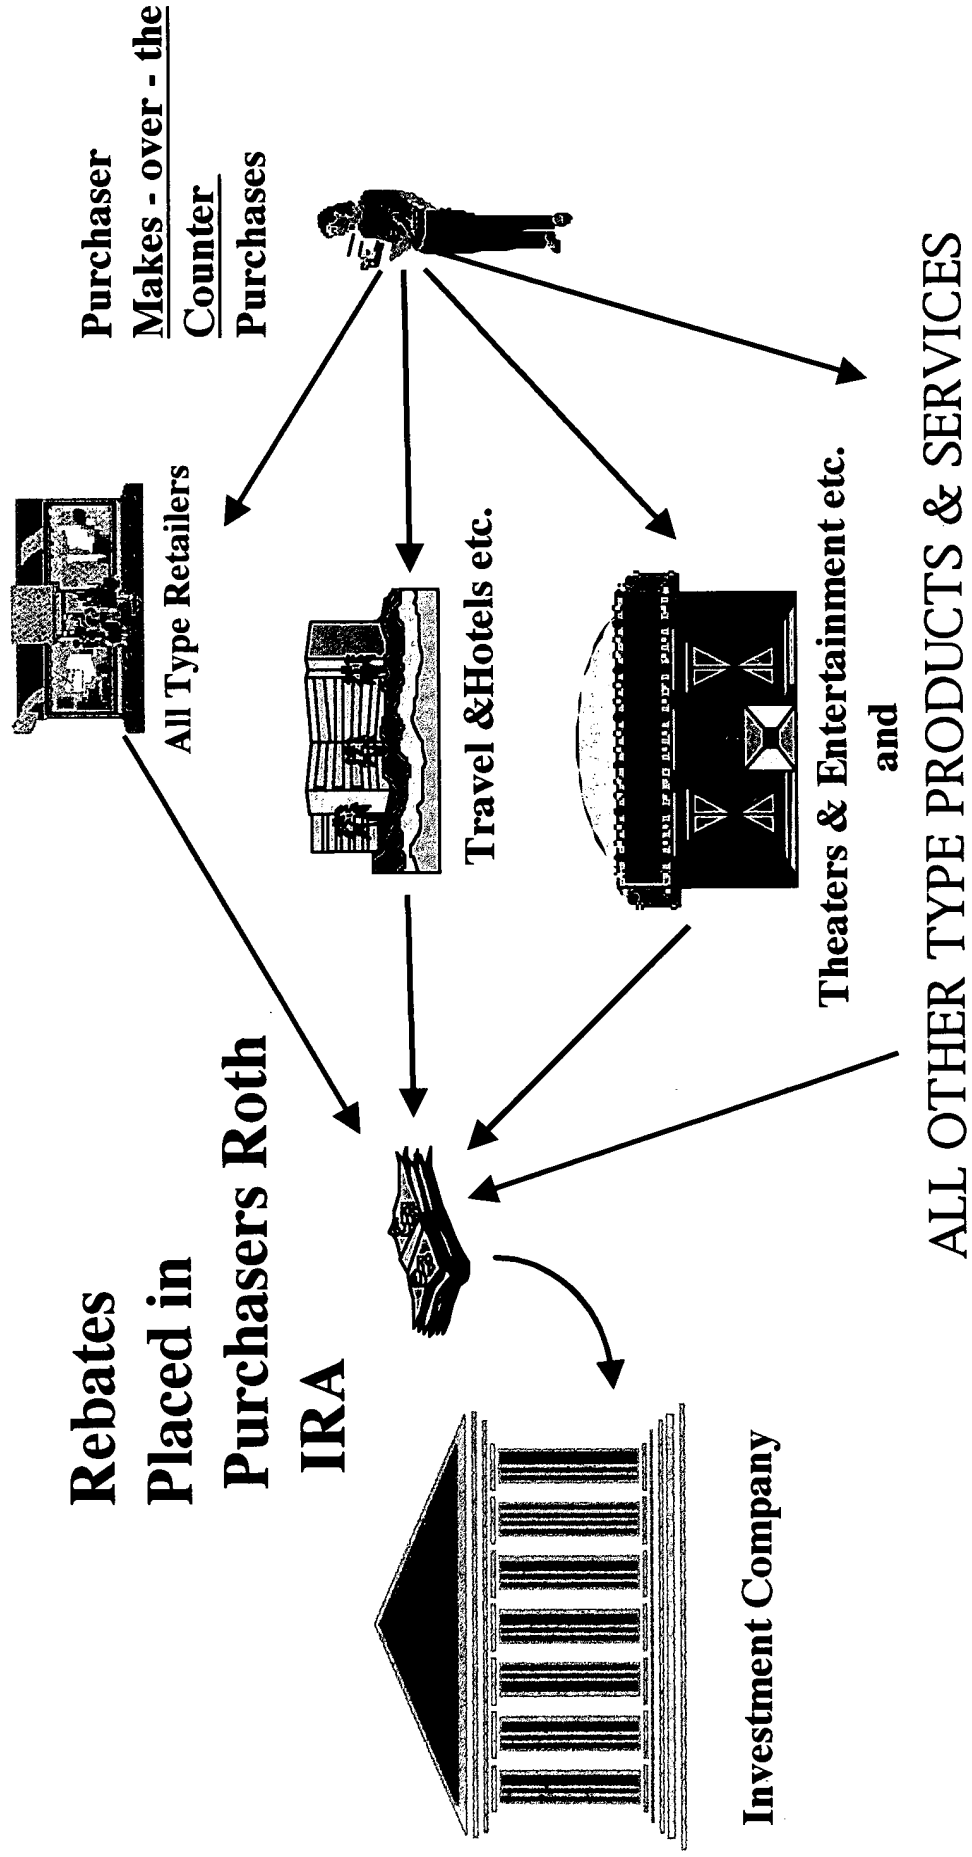 Rebates
Placed in
Purchasers Roth
IRA
Purchaser
Makes - over - the
Counter
Purchases
All Type Retailers
Travel &Hotels etc.
Investment Company
Theaters & Entertainment etc.
and
ALL OTHER TYPE PRODUCTS & SERVICES